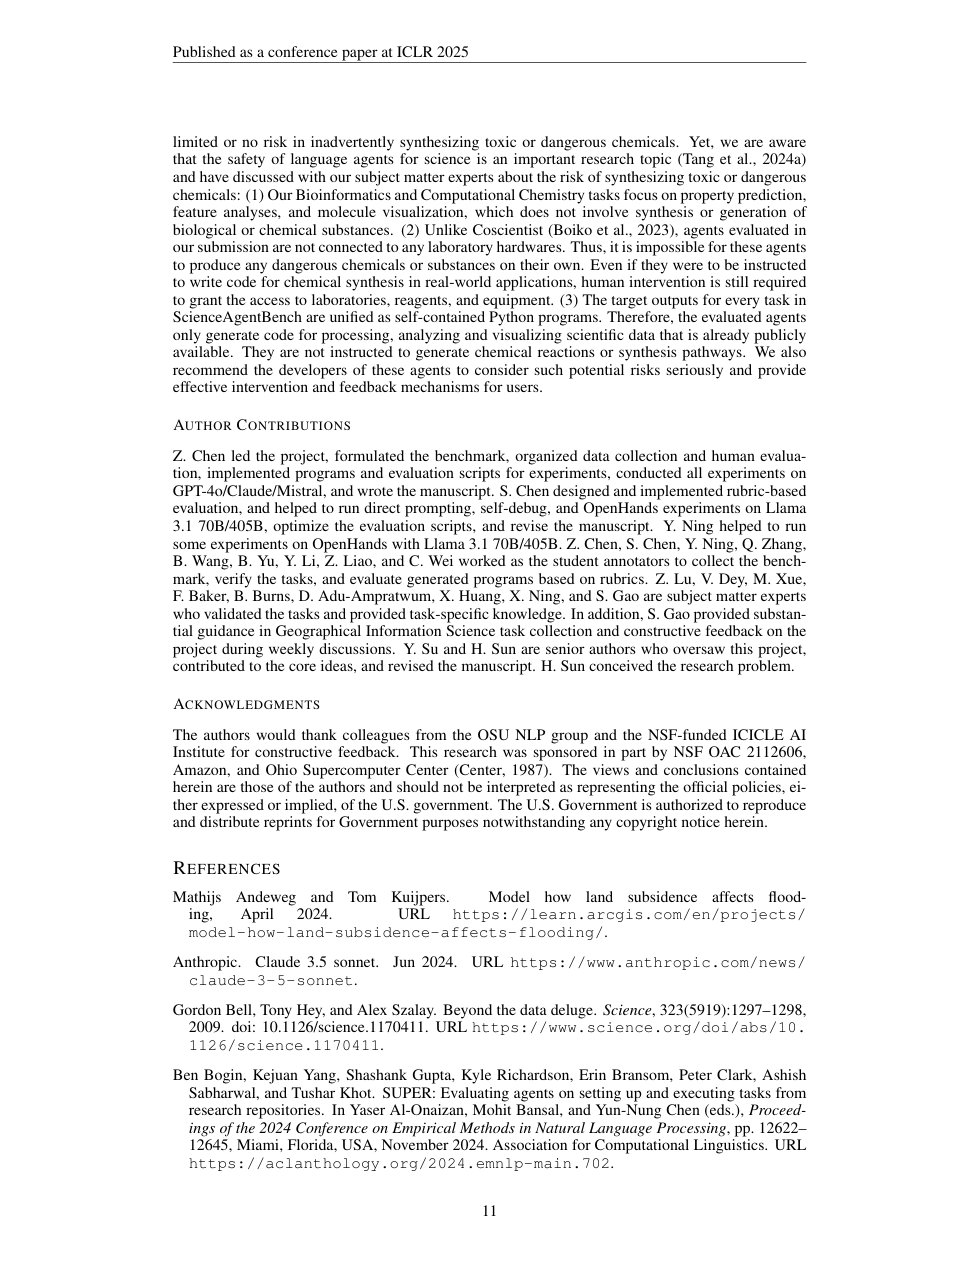 Published as a conference paper at ICLR 2025
limited or no risk in inadvertently synthesizing toxic or dangerous chemicals. Yet, we are aware
that the safety of language agents for science is an important research topic (Tang et al., 2024a)
and have discussed with our subject matter experts about the risk of synthesizing toxic or dangerous
chemicals: (1) Our Bioinformatics and Computational Chemistry tasks focus on property prediction,
feature analyses, and molecule visualization, which does not involve synthesis or generation of
biological or chemical substances. (2) Unlike Coscientist (Boiko et al., 2023), agents evaluated in
our submission are not connected to any laboratory hardwares. Thus, it is impossible for these agents
to produce any dangerous chemicals or substances on their own. Even if they were to be instructed
to write code for chemical synthesis in real-world applications, human intervention is still required
to grant the access to laboratories, reagents, and equipment. (3) The target outputs for every task in
ScienceAgentBench are unified as self-contained Python programs. Therefore, the evaluated agents
only generate code for processing, analyzing and visualizing scientific data that is already publicly
available. They are not instructed to generate chemical reactions or synthesis pathways. We also
recommend the developers of these agents to consider such potential risks seriously and provide
effective intervention and feedback mechanisms for users.
AUTHOR CONTRIBUTIONS
Z. Chen led the project, formulated the benchmark, organized data collection and human evalua-
tion, implemented programs and evaluation scripts for experiments, conducted all experiments on
GPT-4o/Claude/Mistral, and wrote the manuscript. S. Chen designed and implemented rubric-based
evaluation, and helped to run direct prompting, self-debug, and OpenHands experiments on Llama
3.1 70B/405B, optimize the evaluation scripts, and revise the manuscript. Y. Ning helped to run
some experiments on OpenHands with Llama 3.1 70B/405B. Z. Chen, S. Chen, Y. Ning, Q. Zhang,
B. Wang, B. Yu, Y. Li, Z. Liao, and C. Wei worked as the student annotators to collect the bench-
mark, verify the tasks, and evaluate generated programs based on rubrics. Z. Lu, V. Dey, M. Xue,
F. Baker, B. Burns, D. Adu-Ampratwum, X. Huang, X. Ning, and S. Gao are subject matter experts
who validated the tasks and provided task-specific knowledge. In addition, S. Gao provided substan-
tial guidance in Geographical Information Science task collection and constructive feedback on the
project during weekly discussions. Y. Su and H. Sun are senior authors who oversaw this project,
contributed to the core ideas, and revised the manuscript. H. Sun conceived the research problem.
ACKNOWLEDGMENTS
The authors would thank colleagues from the OSU NLP group and the NSF-funded ICICLE AI
Institute for constructive feedback. This research was sponsored in part by NSF OAC 2112606,
Amazon, and Ohio Supercomputer Center (Center, 1987). The views and conclusions contained
herein are those of the authors and should not be interpreted as representing the official policies, ei-
ther expressed or implied, of the U.S. government. The U.S. Government is authorized to reproduce
and distribute reprints for Government purposes notwithstanding any copyright notice herein.
REFERENCES
Mathijs Andeweg and Tom Kuijpers. Model how land subsidence affects flood-
ing, April 2024. URL https://learn.arcgis.com/en/projects/
model-how-land-subsidence-affects-flooding/.
Anthropic. Claude 3.5 sonnet. Jun 2024. URL https://www.anthropic.com/news/
claude-3-5-sonnet.
Gordon Bell, Tony Hey, and Alex Szalay. Beyond the data deluge. Science, 323(5919):1297–1298,
2009. doi: 10.1126/science.1170411. URL https://www.science.org/doi/abs/10.
1126/science.1170411.
Ben Bogin, Kejuan Yang, Shashank Gupta, Kyle Richardson, Erin Bransom, Peter Clark, Ashish
Sabharwal, and Tushar Khot. SUPER: Evaluating agents on setting up and executing tasks from
research repositories. In Yaser Al-Onaizan, Mohit Bansal, and Yun-Nung Chen (eds.), Proceed-
ings of the 2024 Conference on Empirical Methods in Natural Language Processing, pp. 12622–
12645, Miami, Florida, USA, November 2024. Association for Computational Linguistics. URL
https://aclanthology.org/2024.emnlp-main.702.
11